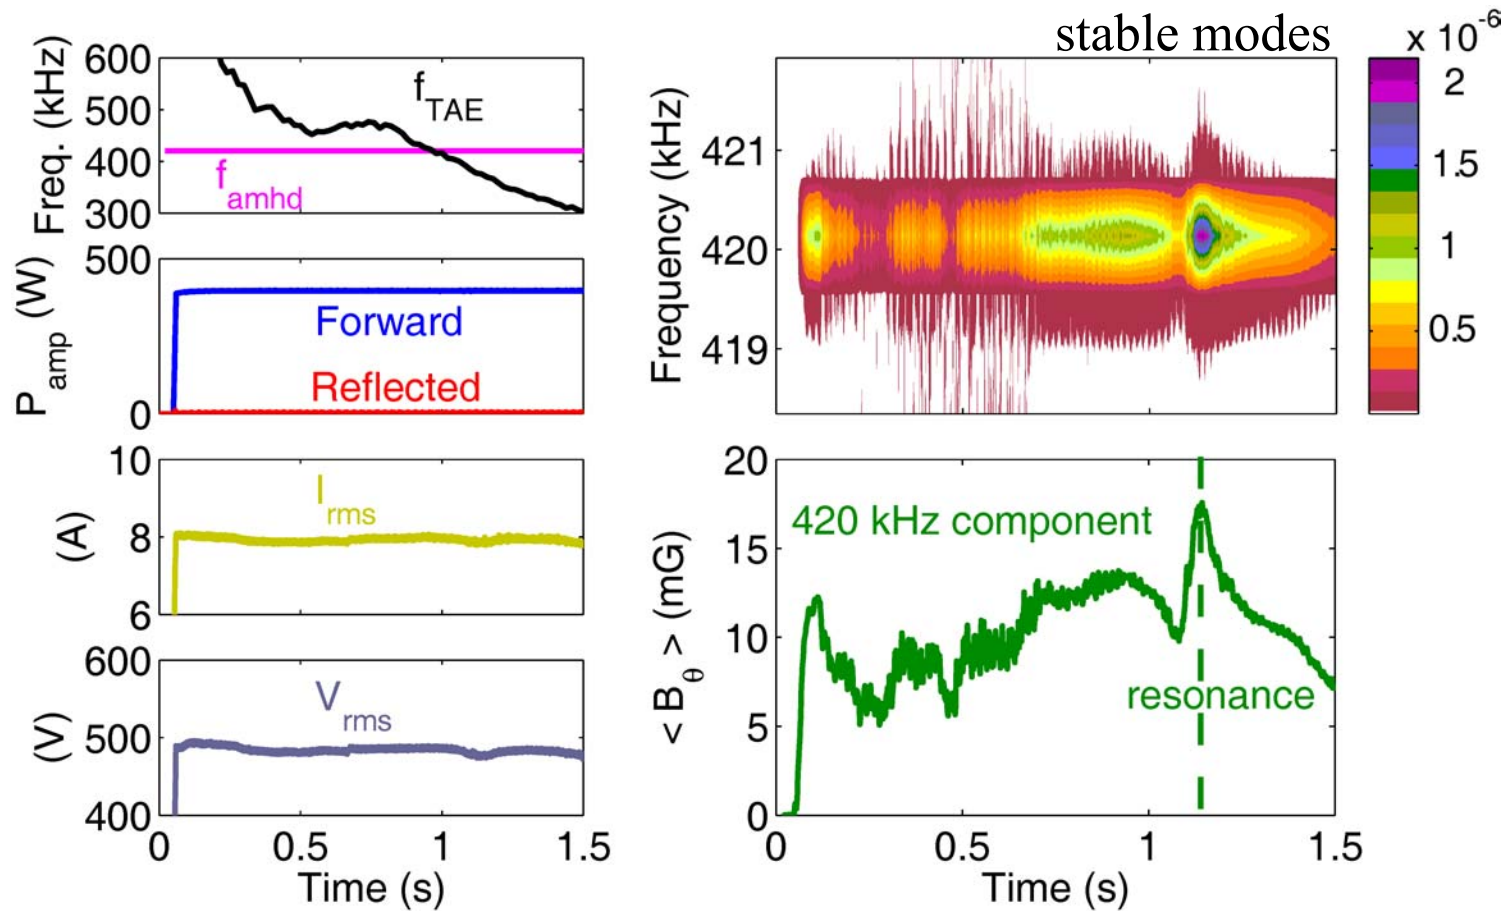 stable modes
x 10^-6
600
500
400
300
Freq. (kHz)
f_TAE
f_amhd
500
0
P_amp (W)
Forward
Reflected
10
8
6
(A)
I_rms
600
500
400
(V)
V_rms
0 0.5 1 1.5
Time (s)
421
420
419
Frequency (kHz)
2
1.5
1
0.5
20
15
10
5
0
< B_θ > (mG)
420 kHz component
resonance
0 0.5 1 1.5
Time (s)